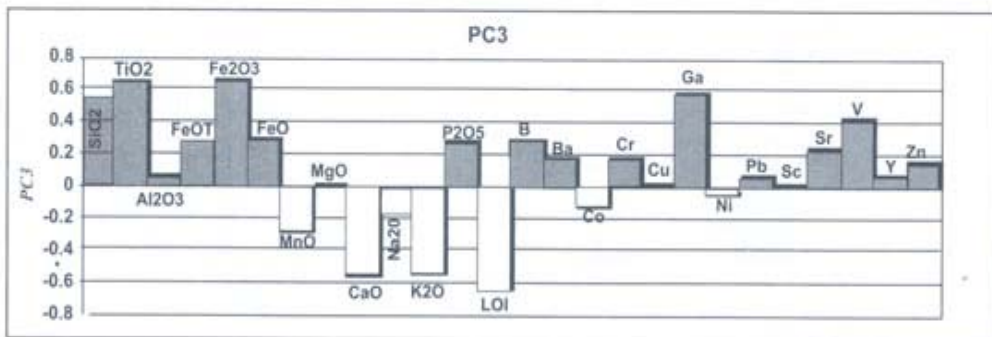 PC3
0.8
0.6
0.4
0.2
0
-0.2
-0.4
-0.6
-0.8
PC3
SiO2
TiO2
Al2O3
FeOT
Fe2O3
FeO
MnO
MgO
CaO
Na20
K2O
P2O5
LOI
B
Ba
Co
Cr
Cu
Ga
Ni
Pb
Sc
Sr
V
Y
Zn